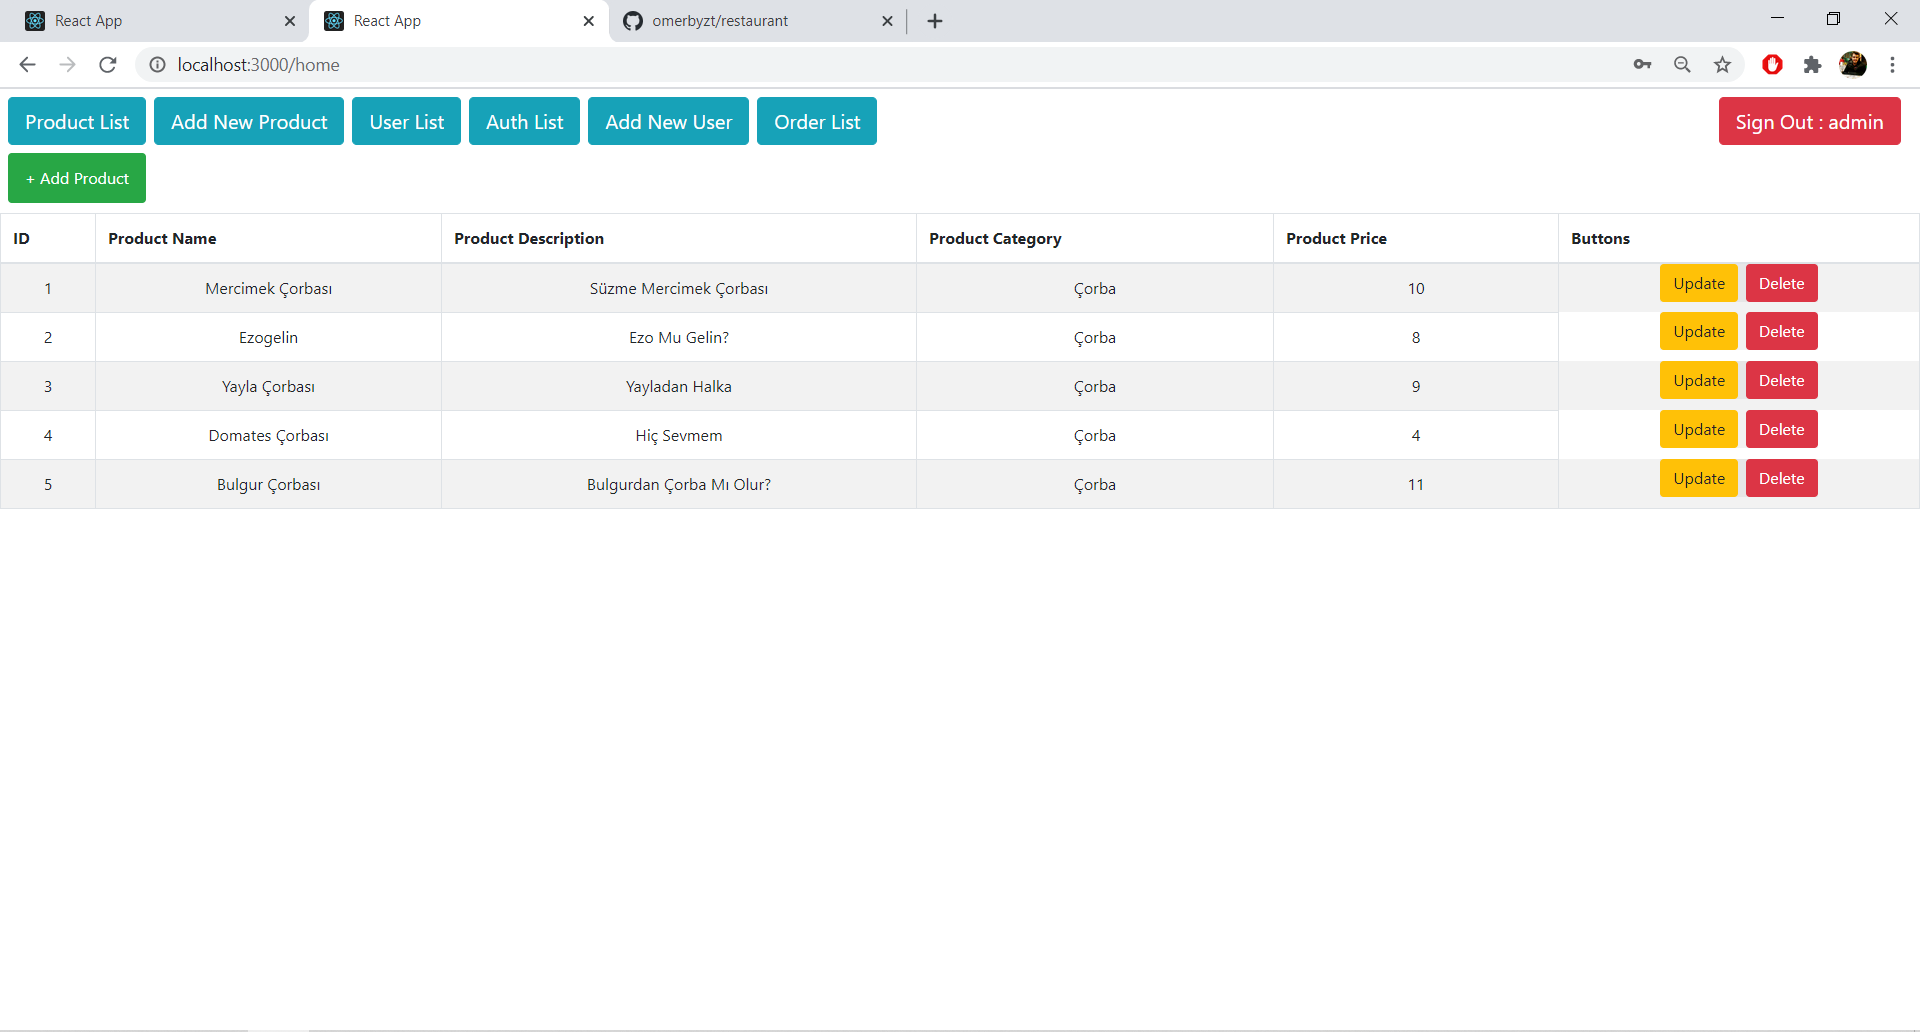 React App
React App
omerbyzt/restaurant
localhost:3000/home
Product List Add New Product User List Auth List Add New User Order List Sign Out : admin
+ Add Product
ID Product Name Product Description Product Category Product Price Buttons
1 Mercimek Çorbası Süzme Mercimek Çorbası Çorba 10 Update Delete
2 Ezogelin Ezo Mu Gelin? Çorba 8 Update Delete
3 Yayla Çorbası Yayladan Halka Çorba 9 Update Delete
4 Domates Çorbası Hiç Sevmem Çorba 4 Update Delete
5 Bulgur Çorbası Bulgurdan Çorba Mı Olur? Çorba 11 Update Delete